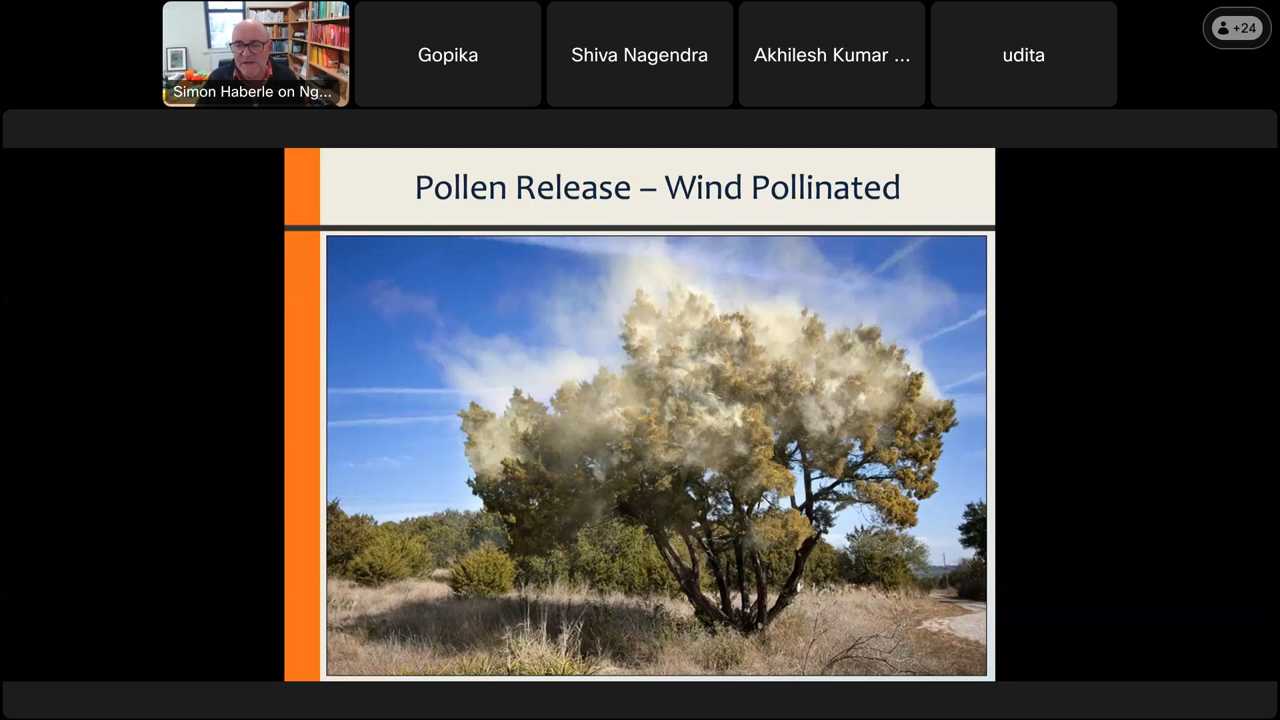 Simon Haberle on Ng...
Gopika
Shiva Nagendra
Akhilesh Kumar ...
udita
+24
Pollen Release – Wind Pollinated